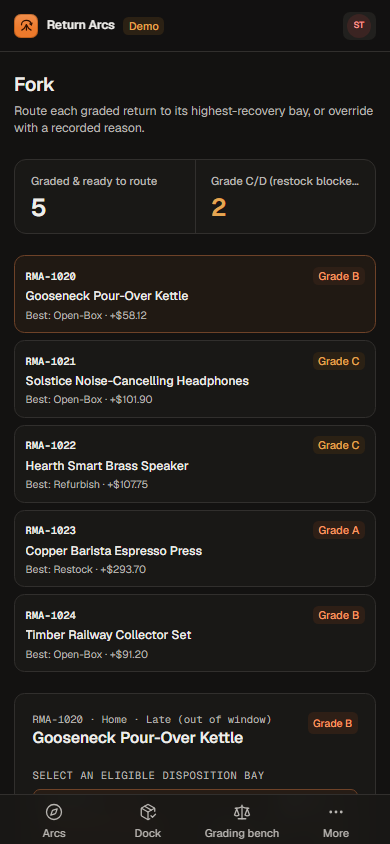 Return Arcs Demo ST
Fork
Route each graded return to its highest-recovery bay, or override
with a recorded reason.
Graded & ready to route
5
Grade C/D (restock blocke...
2
RMA-1020 Grade B
Gooseneck Pour-Over Kettle
Best: Open-Box · +$58.12
RMA-1021 Grade C
Solstice Noise-Cancelling Headphones
Best: Open-Box · +$101.90
RMA-1022 Grade C
Hearth Smart Brass Speaker
Best: Refurbish · +$107.75
RMA-1023 Grade A
Copper Barista Espresso Press
Best: Restock · +$293.70
RMA-1024 Grade B
Timber Railway Collector Set
Best: Open-Box · +$91.20
RMA-1020 · Home · Late (out of window) Grade B
Gooseneck Pour-Over Kettle
SELECT AN ELIGIBLE DISPOSITION BAY
Arcs Dock Grading bench More